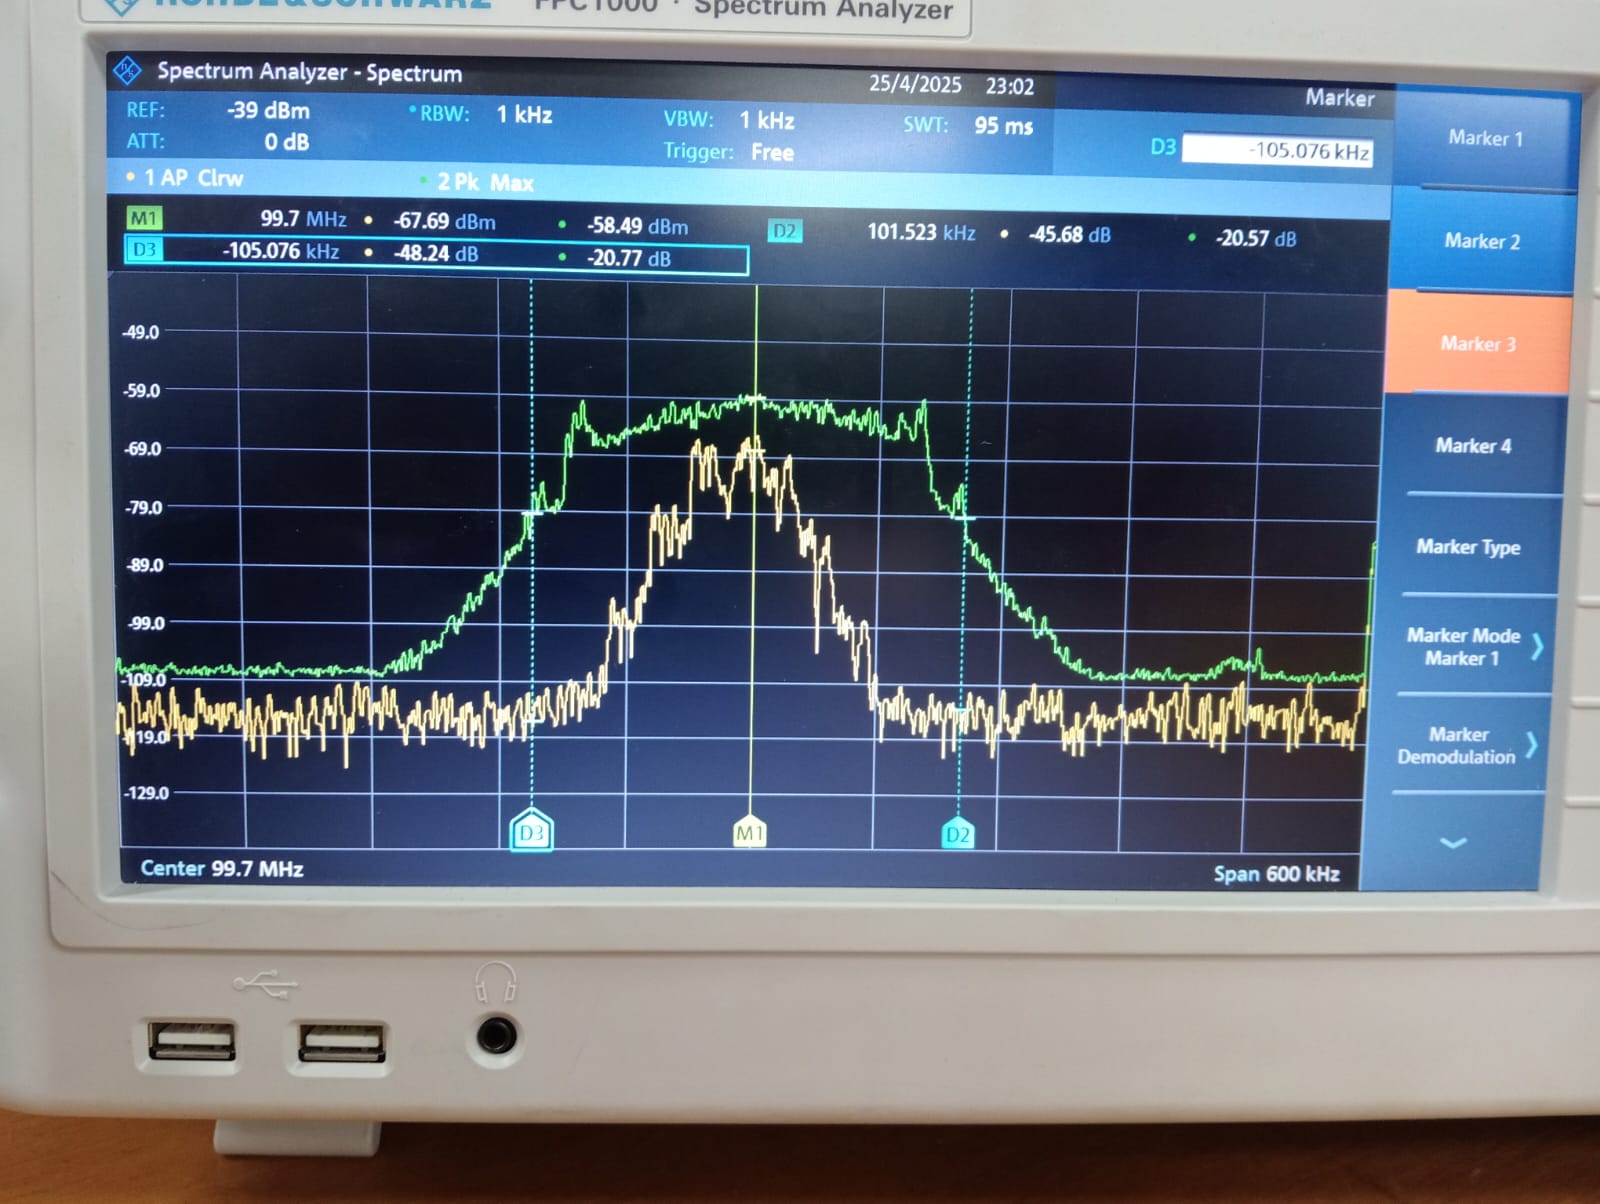 ROHDE&SCHWARZ FPC1000 · Spectrum Analyzer
Spectrum Analyzer - Spectrum 25/4/2025 23:02 Marker
REF: -39 dBm RBW: 1 kHz VBW: 1 kHz SWT: 95 ms
ATT: 0 dB Trigger: Free D3 -105.076 kHz
1 AP Clrw 2 Pk Max
M1 99.7 MHz -67.69 dBm -58.49 dBm D2 101.523 kHz -45.68 dB -20.57 dB
D3 -105.076 kHz -48.24 dB -20.77 dB
-49.0
-59.0
-69.0
-79.0
-89.0
-99.0
-109.0
-119.0
-129.0
D3 M1 D2
Center 99.7 MHz Span 600 kHz
Marker 1
Marker 2
Marker 3
Marker 4
Marker Type
Marker Mode
Marker 1
Marker
Demodulation